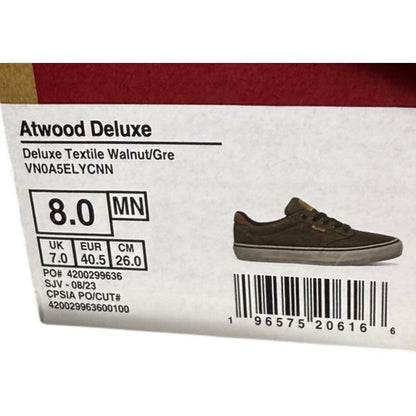 Atwood Deluxe
Deluxe Textile Walnut/Gre
VN0A5ELYCNN
8.0 MN
UK EUR CM
7.0 40.5 26.0
PO# 4200299636
SJV - 08/23
CPSIA PO/CUT#
420029963600100
1 96575 20616 6